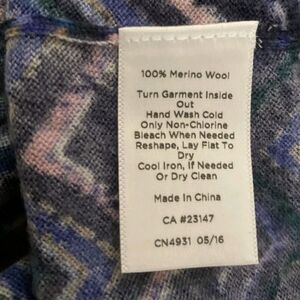 100% Merino Wool
Turn Garment Inside
Out
Hand Wash Cold
Only Non-Chlorine
Bleach When Needed
Reshape, Lay Flat To
Dry
Cool Iron, If Needed
Or Dry Clean
Made In China
CA #23147
CN4931 05/16